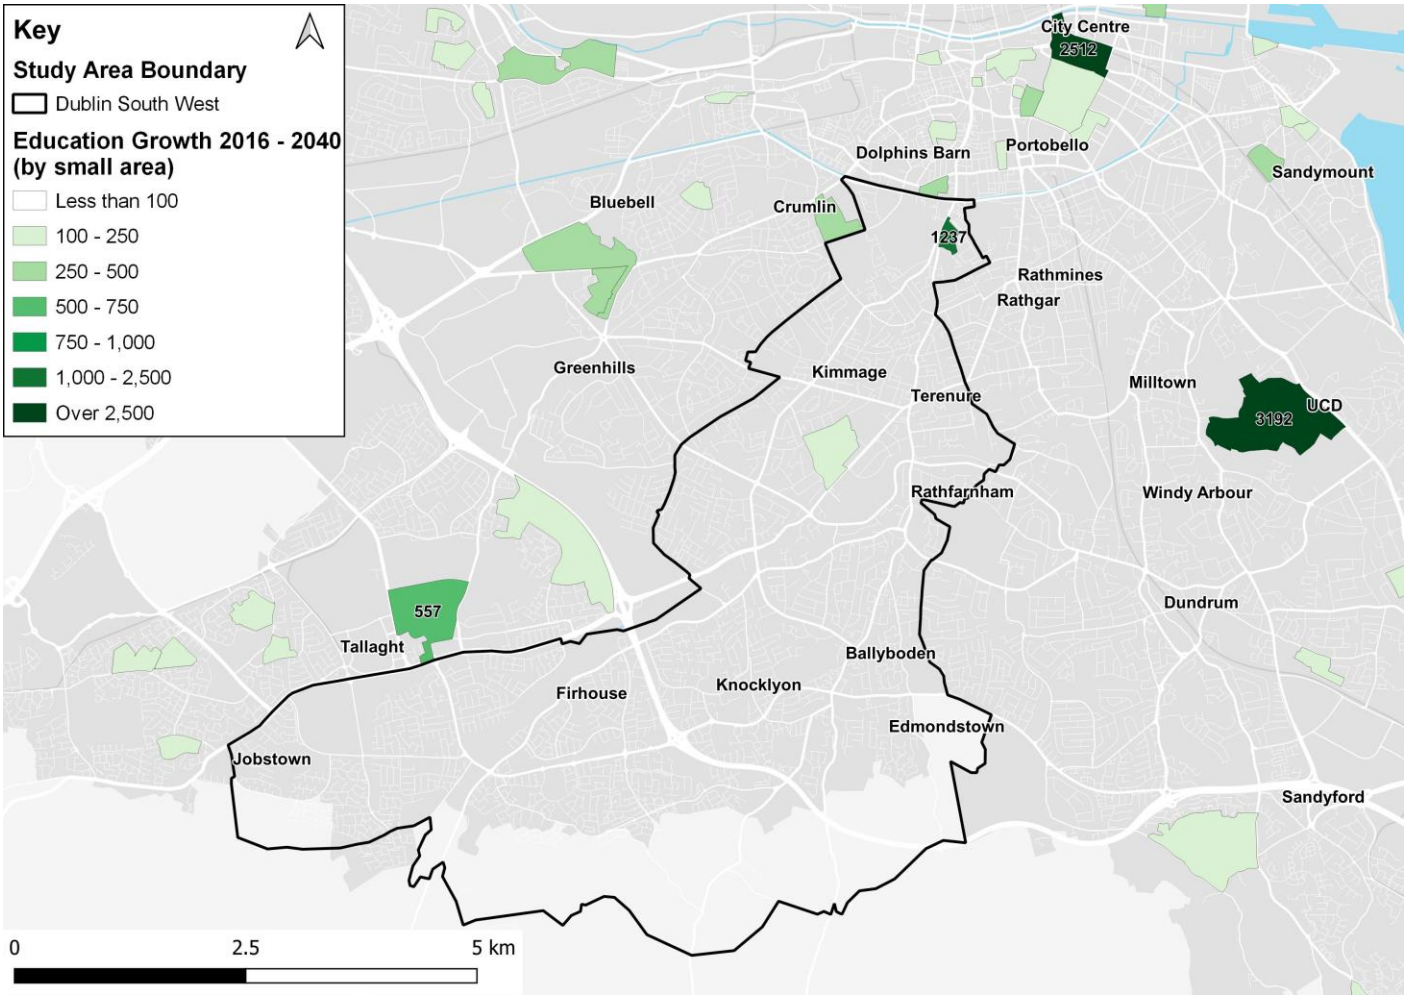 Key
Study Area Boundary
Dublin South West
Education Growth 2016 - 2040
(by small area)
Less than 100
100 - 250
250 - 500
500 - 750
750 - 1,000
1,000 - 2,500
Over 2,500
City Centre
2512
Dolphins Barn
Portobello
Sandymount
Bluebell
Crumlin
1237
Rathmines
Rathgar
Greenhills
Kimmage
Milltown
Terenure
UCD
3192
Rathfarnham
Windy Arbour
557
Dundrum
Tallaght
Ballyboden
Firhouse
Knocklyon
Edmondstown
Jobstown
Sandyford
0 2.5 5 km